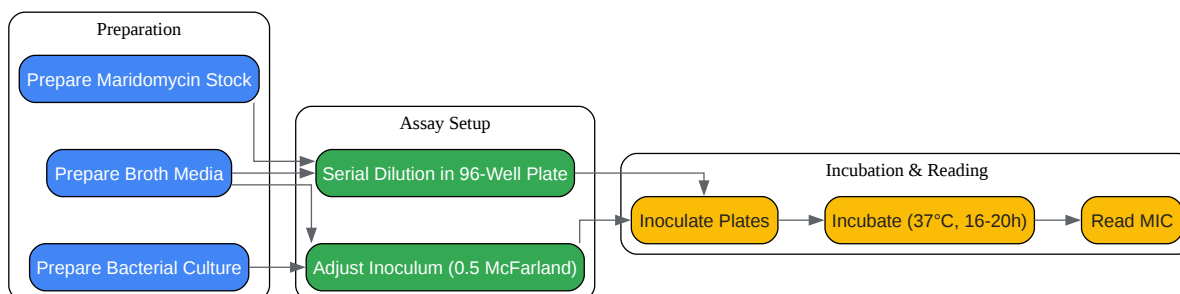 Preparation
Prepare Maridomycin Stock
Prepare Broth Media
Prepare Bacterial Culture
Assay Setup
Serial Dilution in 96-Well Plate
Adjust Inoculum (0.5 McFarland)
Incubation & Reading
Inoculate Plates
Incubate (37°C, 16-20h)
Read MIC